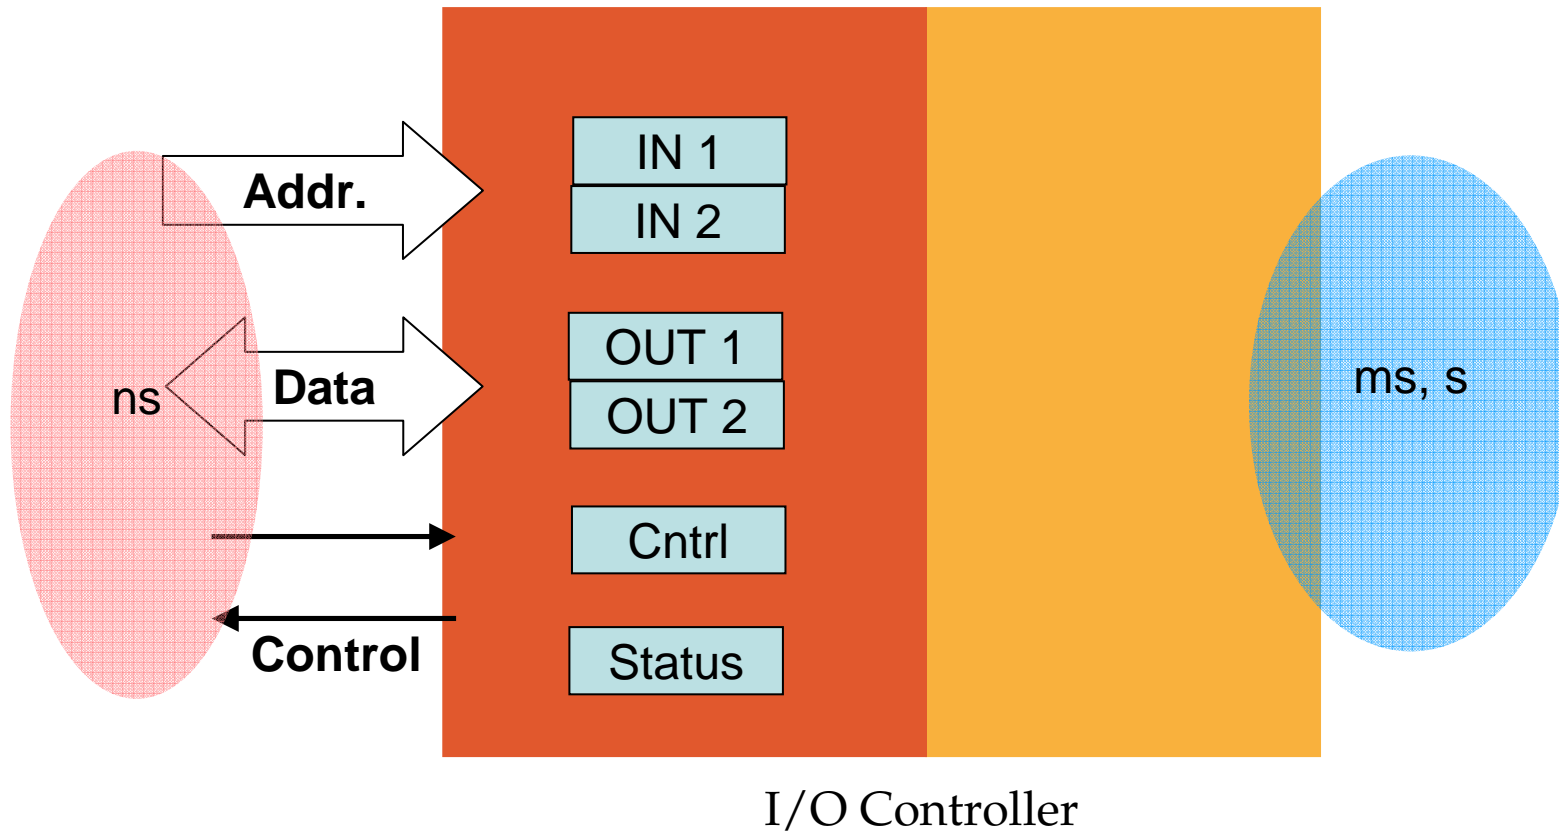 IN 1
Addr.
IN 2
OUT 1
ns
Data
ms, s
OUT 2
Cntrl
Control
Status
I/O Controller